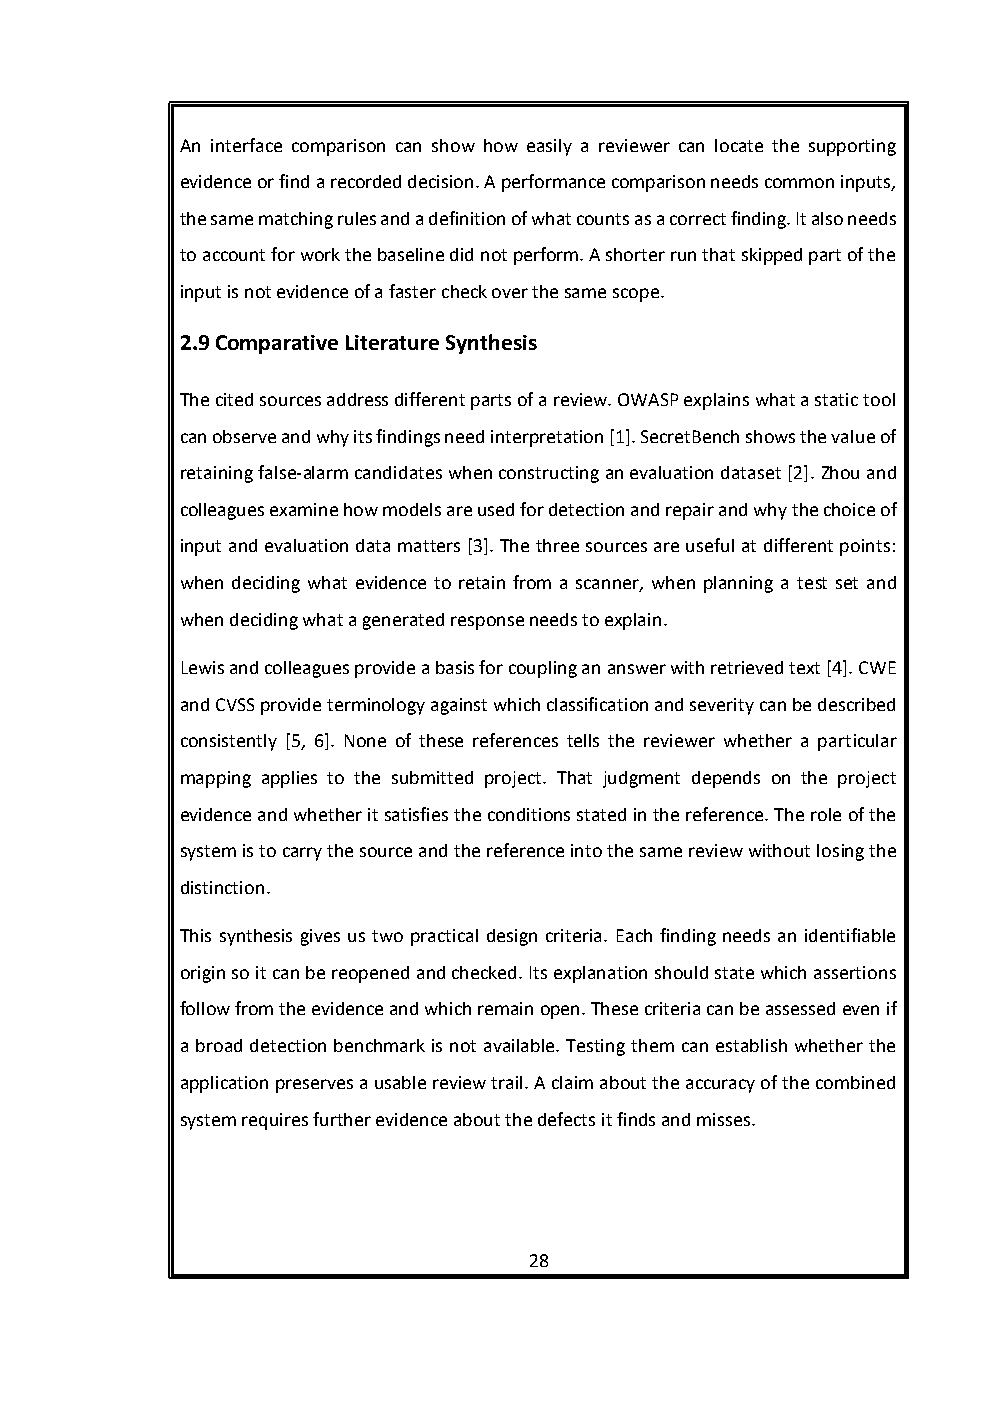 An interface comparison can show how easily a reviewer can locate the supporting
evidence or find a recorded decision. A performance comparison needs common inputs,
the same matching rules and a definition of what counts as a correct finding. It also needs
to account for work the baseline did not perform. A shorter run that skipped part of the
input is not evidence of a faster check over the same scope.
2.9 Comparative Literature Synthesis
The cited sources address different parts of a review. OWASP explains what a static tool
can observe and why its findings need interpretation [1]. SecretBench shows the value of
retaining false-alarm candidates when constructing an evaluation dataset [2]. Zhou and
colleagues examine how models are used for detection and repair and why the choice of
input and evaluation data matters [3]. The three sources are useful at different points:
when deciding what evidence to retain from a scanner, when planning a test set and
when deciding what a generated response needs to explain.
Lewis and colleagues provide a basis for coupling an answer with retrieved text [4]. CWE
and CVSS provide terminology against which classification and severity can be described
consistently [5, 6]. None of these references tells the reviewer whether a particular
mapping applies to the submitted project. That judgment depends on the project
evidence and whether it satisfies the conditions stated in the reference. The role of the
system is to carry the source and the reference into the same review without losing the
distinction.
This synthesis gives us two practical design criteria. Each finding needs an identifiable
origin so it can be reopened and checked. Its explanation should state which assertions
follow from the evidence and which remain open. These criteria can be assessed even if
a broad detection benchmark is not available. Testing them can establish whether the
application preserves a usable review trail. A claim about the accuracy of the combined
system requires further evidence about the defects it finds and misses.
28